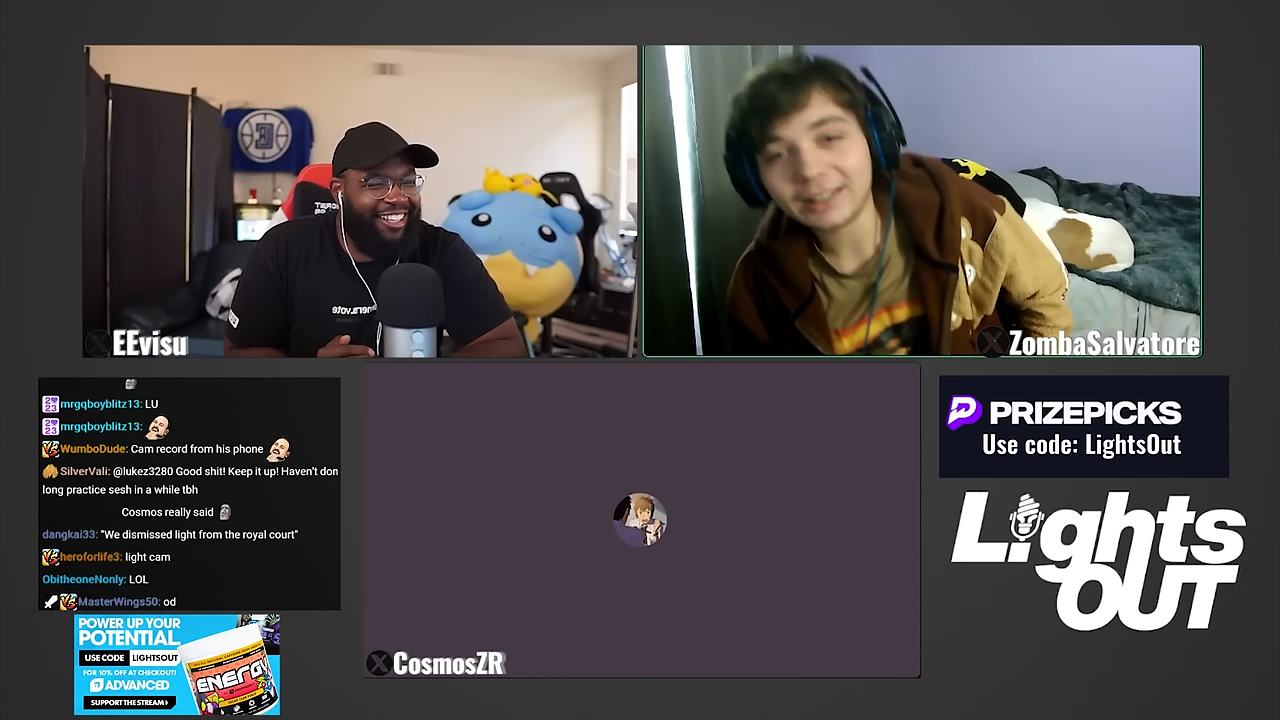 EEvisu
ZombaSalvatore
mrgqboyblitz13: LU
mrgqboyblitz13:
WumboDude: Cam record from his phone
SilverVali: @lukez3280 Good shit! Keep it up! Haven't don
long practice sesh in a while tbh
Cosmos really said
dangkai33: "We dismissed light from the royal court"
heroforlife3: light cam
ObitheoneNonly: LOL
MasterWings50: od
POWER UP YOUR
POTENTIAL
USE CODE LIGHTSOUT
FOR 10% OFF AT CHECKOUT!
ADVANCED
SUPPORT THE STREAM
ENERGY
CosmosZR
PRIZEPICKS
Use code: LightsOut
Lights
OUT